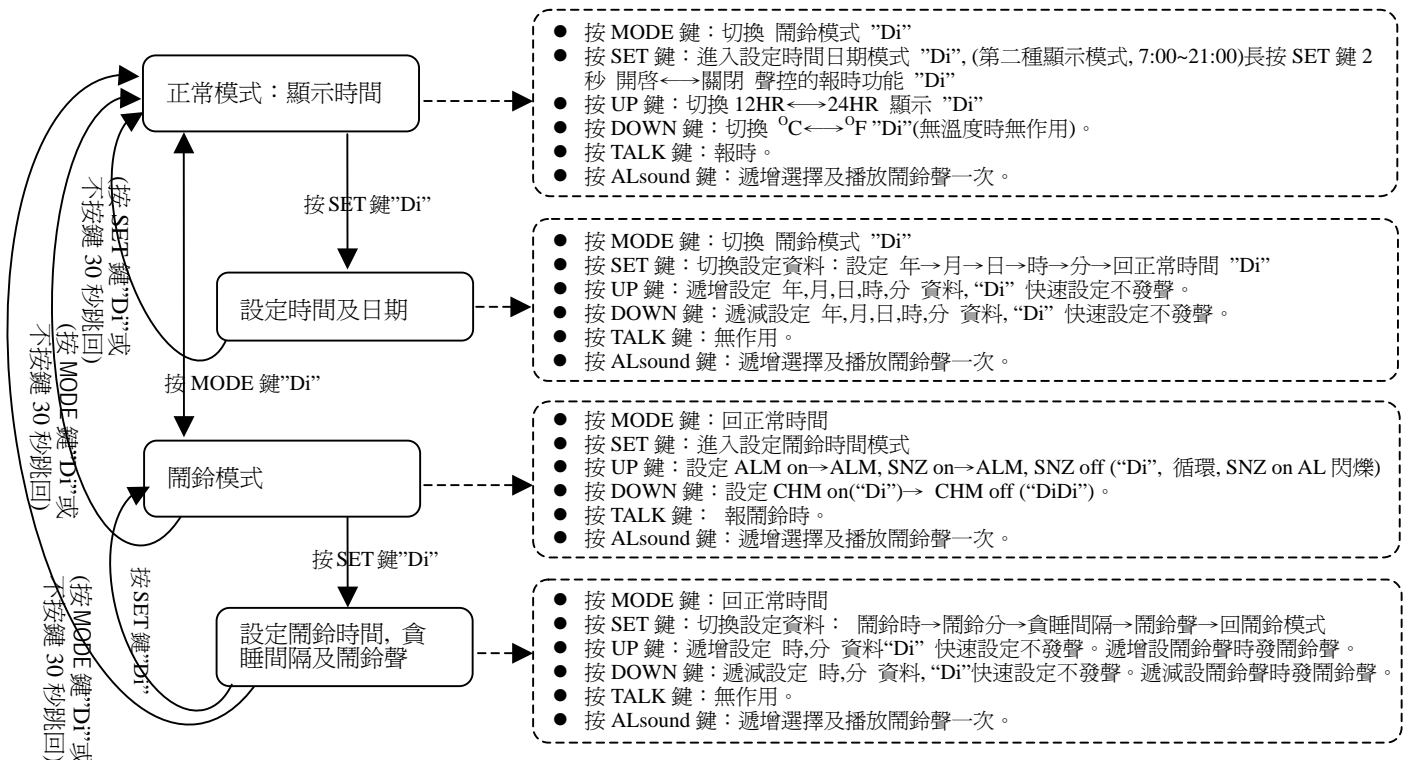 正常模式：顯示時間
● 按 MODE 鍵：切換 鬧鈴模式 ”Di”
● 按 SET 鍵：進入設定時間日期模式 ”Di”, (第二種顯示模式, 7:00~21:00)長按 SET 鍵 2
秒 開啓←→關閉 聲控的報時功能 ”Di”
● 按 UP 鍵：切換 12HR←→24HR 顯示 ”Di”
● 按 DOWN 鍵：切換 ᴼC←→ᴼF ”Di”(無溫度時無作用)。
● 按 TALK 鍵：報時。
● 按 ALsound 鍵：遞增選擇及播放鬧鈴聲一次。
按 SET 鍵”Di”
(按 SET 鍵”Di”或
不按鍵 30 秒跳回)
設定時間及日期
● 按 MODE 鍵：切換 鬧鈴模式 ”Di”
● 按 SET 鍵：切換設定資料：設定 年→月→日→時→分→回正常時間 ”Di”
● 按 UP 鍵：遞增設定 年,月,日,時,分 資料, “Di” 快速設定不發聲。
● 按 DOWN 鍵：遞減設定 年,月,日,時,分 資料, “Di” 快速設定不發聲。
● 按 TALK 鍵：無作用。
● 按 ALsound 鍵：遞增選擇及播放鬧鈴聲一次。
按 MODE 鍵”Di”
(按 MODE 鍵”Di”或
不按鍵 30 秒跳回)
鬧鈴模式
● 按 MODE 鍵：回正常時間
● 按 SET 鍵：進入設定鬧鈴時間模式
● 按 UP 鍵：設定 ALM on→ALM, SNZ on→ALM, SNZ off (“Di”, 循環, SNZ on AL 閃爍)
● 按 DOWN 鍵：設定 CHM on(“Di”)→ CHM off (“DiDi”)。
● 按 TALK 鍵： 報鬧鈴時。
● 按 ALsound 鍵：遞增選擇及播放鬧鈴聲一次。
按 SET 鍵”Di”
按 SET 鍵”Di”
(按 MODE 鍵”Di”或
不按鍵 30 秒跳回)
設定鬧鈴時間, 貪
睡間隔及鬧鈴聲
● 按 MODE 鍵：回正常時間
● 按 SET 鍵：切換設定資料： 鬧鈴時→鬧鈴分→貪睡間隔→鬧鈴聲→回鬧鈴模式
● 按 UP 鍵：遞增設定 時,分 資料“Di” 快速設定不發聲。遞增設鬧鈴聲時發鬧鈴聲。
● 按 DOWN 鍵：遞減設定 時,分 資料, “Di”快速設定不發聲。遞減設鬧鈴聲時發鬧鈴聲。
● 按 TALK 鍵：無作用。
● 按 ALsound 鍵：遞增選擇及播放鬧鈴聲一次。